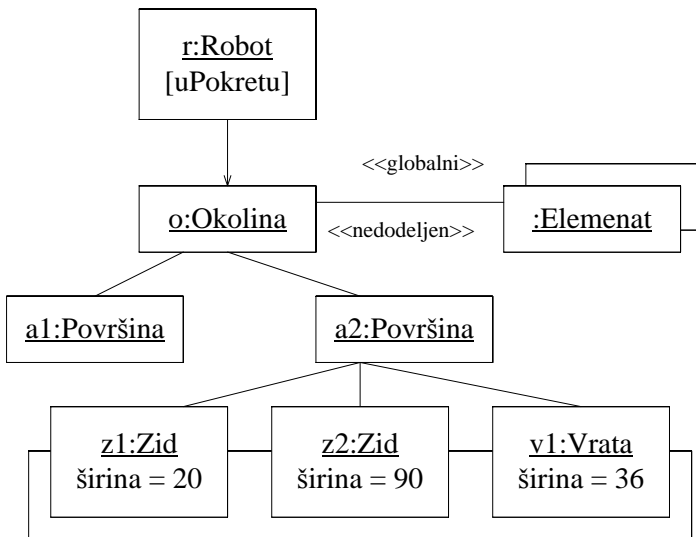 r:Robot
[uPokretu]
<<globalni>>
o:Okolina
:Elemenat
<<nedodeljen>>
a1:Površina
a2:Površina
z1:Zid
širina = 20
z2:Zid
širina = 90
v1:Vrata
širina = 36